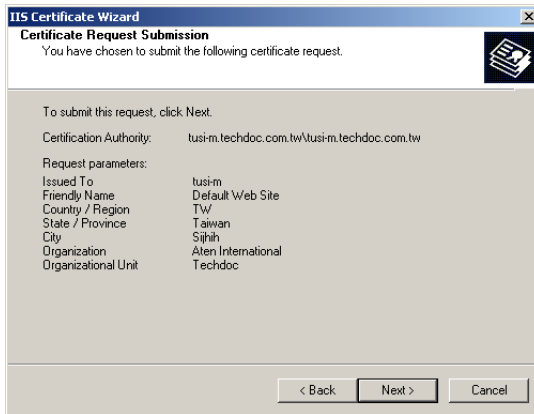 IIS Certificate Wizard
Certificate Request Submission
You have chosen to submit the following certificate request.
To submit this request, click Next.
Certification Authority: tusi-m.techdoc.com.tw\tusi-m.techdoc.com.tw
Request parameters:
Issued To tusi-m
Friendly Name Default Web Site
Country / Region TW
State / Province Taiwan
City Sijhih
Organization Aten International
Organizational Unit Techdoc
< Back Next > Cancel